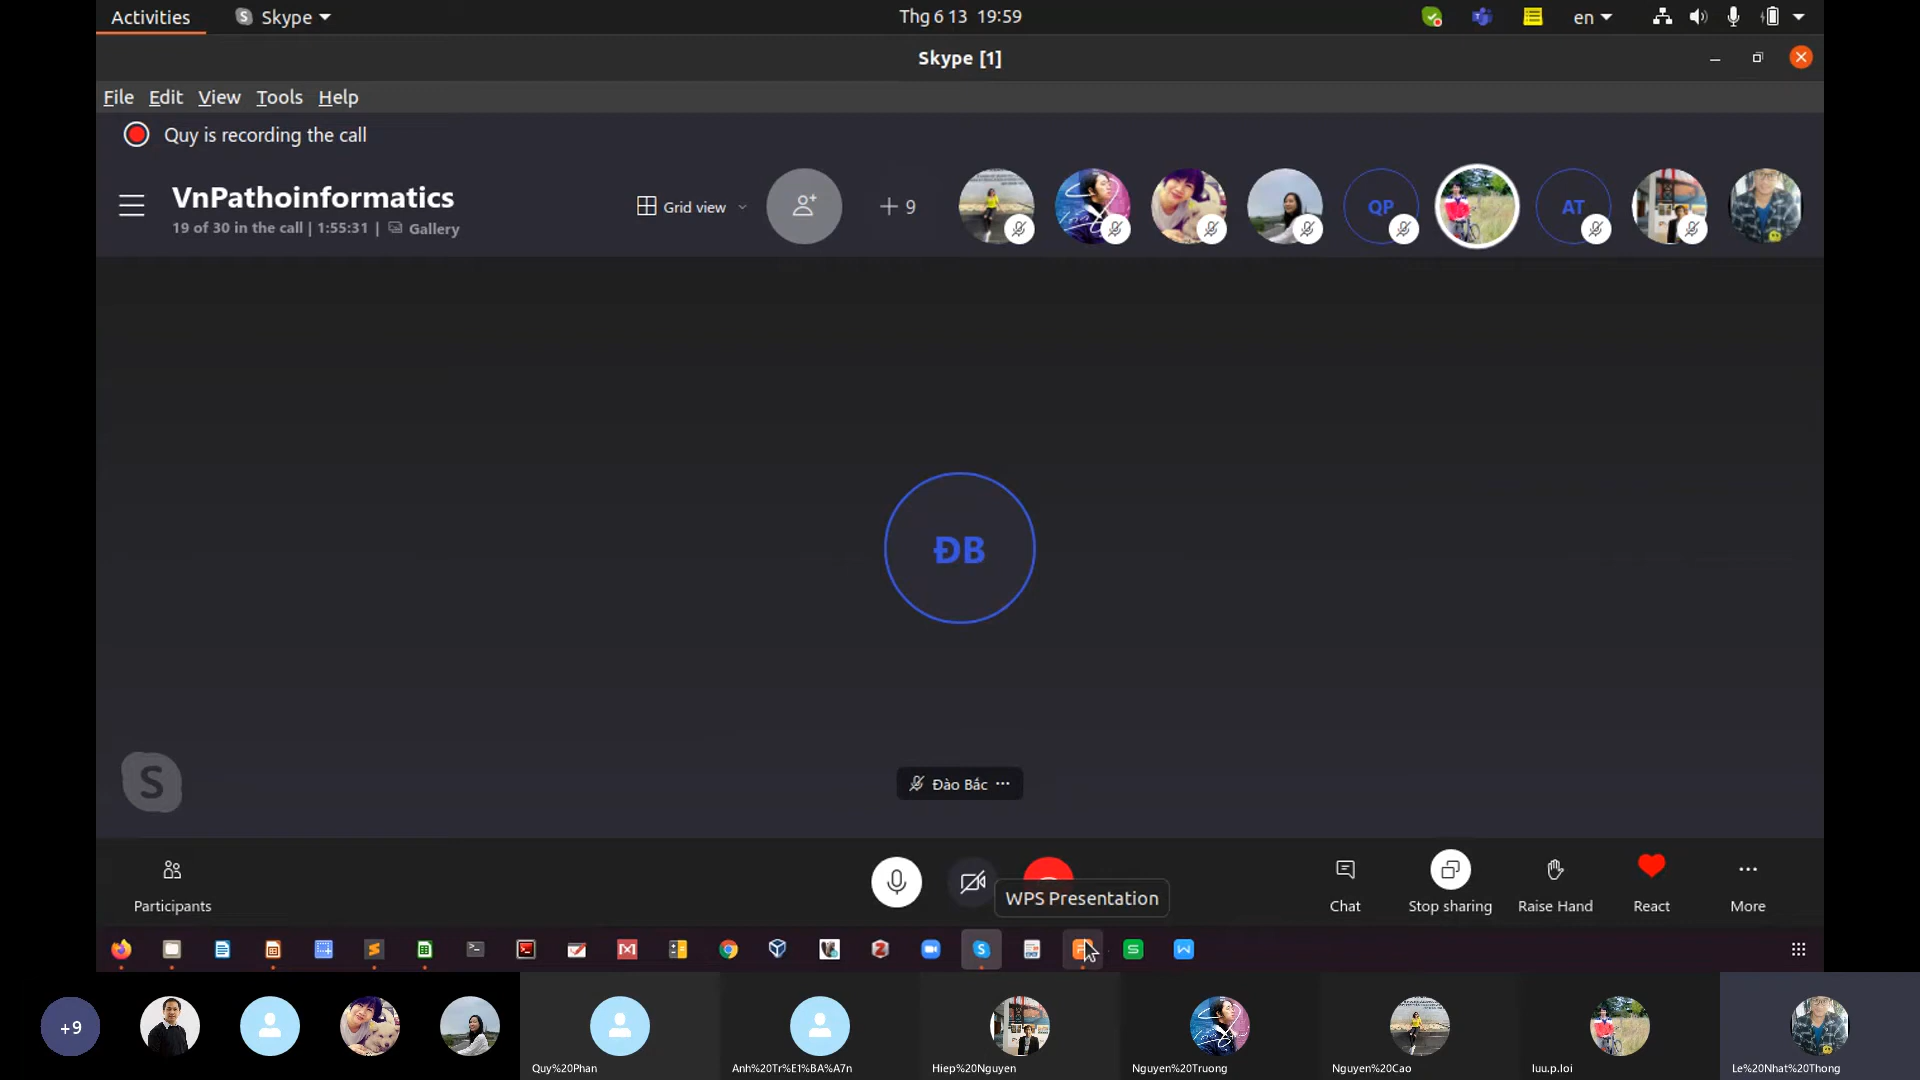 Activities Skype Thg 6 13 19:59 en
Skype [1]
File Edit View Tools Help
Quy is recording the call
VnPathoinformatics
19 of 30 in the call | 1:55:31 | Gallery
Grid view
+ 9
QP
AT
ĐB
Đào Bắc ···
Participants
WPS Presentation
Chat
Stop sharing
Raise Hand
React
More
+9
Quy%20Phan
Anh%20Tr%E1%BA%A7n
Hiep%20Nguyen
Nguyen%20Truong
Nguyen%20Cao
luu.p.loi
Le%20Nhat%20Thong